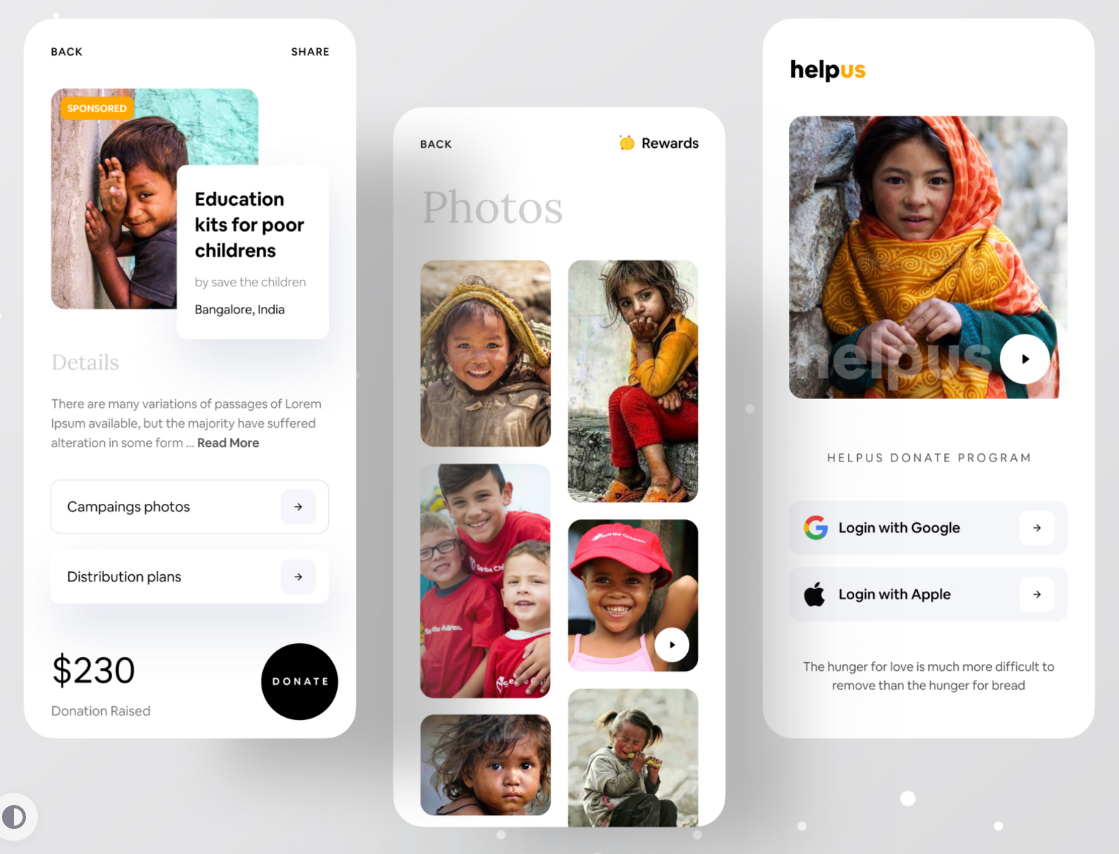 BACK
SHARE
SPONSORED
Education
kits for poor
childrens
by save the children
Bangalore, India
Details
There are many variations of passages of Lorem
Ipsum available, but the majority have suffered
alteration in some form ... Read More
Campaings photos
Distribution plans
$230
Donation Raised
DONATE
BACK
Rewards
Photos
helpus
helpus
HELPUS DONATE PROGRAM
Login with Google
Login with Apple
The hunger for love is much more difficult to
remove than the hunger for bread